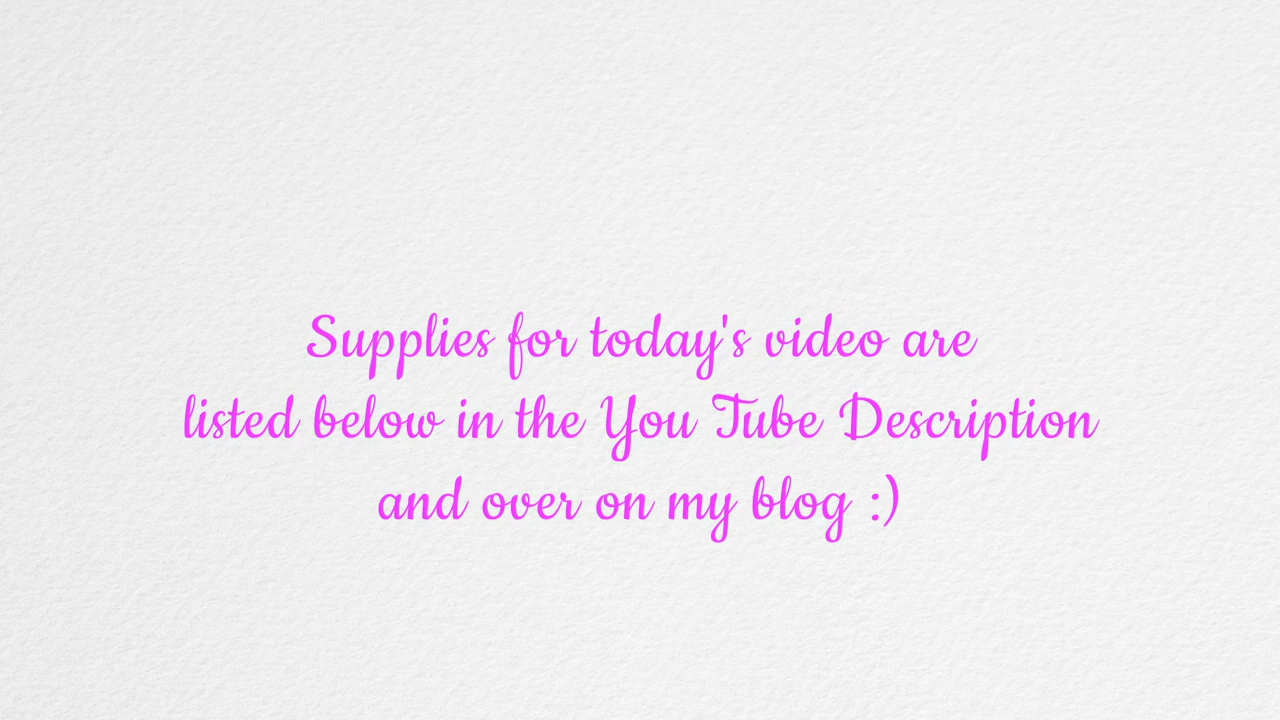 Supplies for today's video are
listed below in the You Tube Description
and over on my blog :)